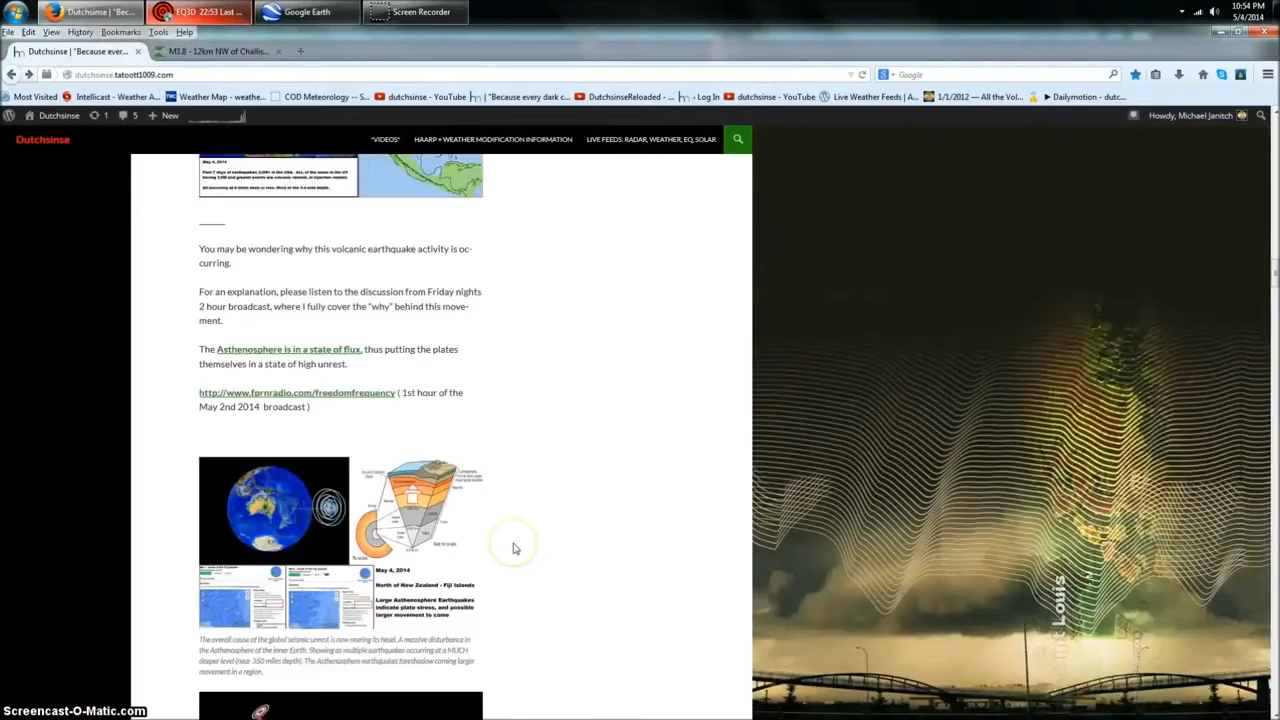 Dutchsinse | "Bec...
EQ3D 22:53 Last ...
Google Earth
Screen Recorder
10:54 PM
5/4/2014
File Edit View History Bookmarks Tools Help
Dutchsinse | "Because ever...
M3.8 - 12km NW of Challis...
dutchsinse.tatoott1009.com
Google
Most Visited
Intellicast - Weather A...
Weather Map - weathe...
COD Meteorology -- S...
dutchsinse - YouTube
"Because every dark c...
DutchsinseReloaded - ...
Log In
dutchsinse - YouTube
Live Weather Feeds | A...
1/1/2012 — All the Vol...
Dailymotion - dutc...
Dutchsinse 1 5 New
Howdy, Michael Janitch
Dutchsinse
*VIDEOS*
HAARP + WEATHER MODIFICATION INFORMATION
LIVE FEEDS: RADAR, WEATHER, EQ, SOLAR
May 4, 2014
You may be wondering why this volcanic earthquake activity is oc-
curring.
For an explanation, please listen to the discussion from Friday nights
2 hour broadcast, where I fully cover the "why" behind this move-
ment.
The Asthenosphere is in a state of flux, thus putting the plates
themselves in a state of high unrest.
http://www.fprnradio.com/freedomfrequency ( 1st hour of the
May 2nd 2014 broadcast )
Not to scale
To scale
May 4, 2014
North of New Zealand - Fiji Islands
Large Asthenosphere Earthquakes
indicate plate stress, and possible
larger movement to come
The overall cause of the global seismic unrest is now rearing its head. A massive disturbance in
the Asthenosphere of the inner Earth. Showing as multiple earthquakes occurring at a MUCH
deeper level (near 350 miles depth). The Asthenosphere earthquakes foreshadow coming larger
movement in a region.
Screencast-O-Matic.com